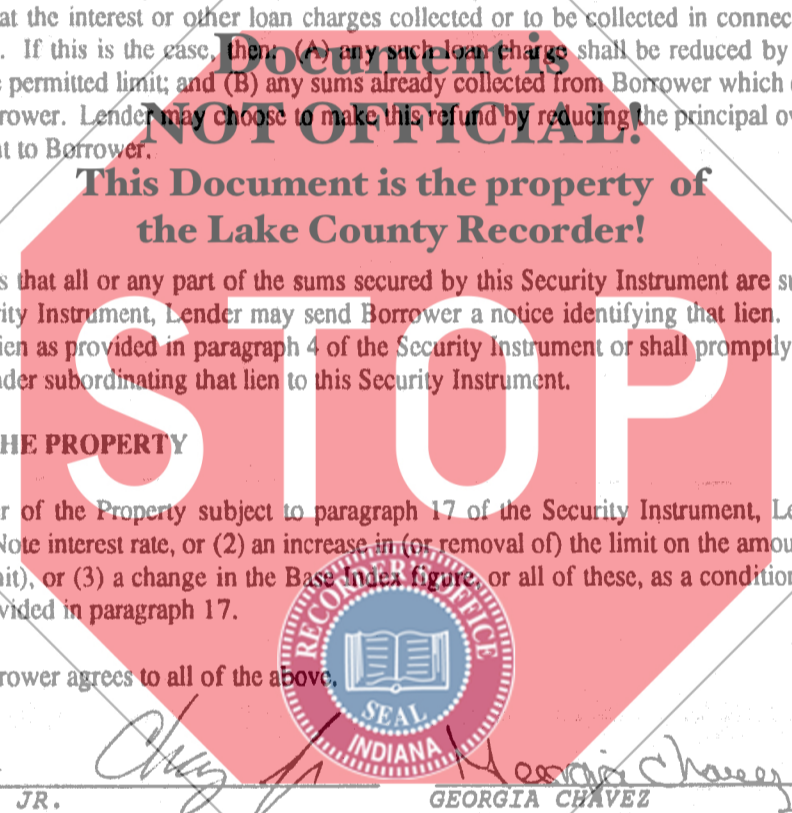 at the interest or other loan charges collected or to be collected in connec
. If this is the case, then: (A) any such loan charge shall be reduced by
permitted limit; and (B) any sums already collected from Borrower which
rower. Lender may choose to make this refund by reducing the principal ov
t to Borrower.
Document is
NOT OFFICIAL!
This Document is the property of
the Lake County Recorder!
s that all or any part of the sums secured by this Security Instrument are su
ity Instrument, Lender may send Borrower a notice identifying that lien.
ien as provided in paragraph 4 of the Security Instrument or shall promptly
nder subordinating that lien to this Security Instrument.
STOP
HE PROPERTY
r of the Property subject to paragraph 17 of the Security Instrument, Le
Note interest rate, or (2) an increase in (or removal of) the limit on the amou
it), or (3) a change in the Base Index figure, or all of these, as a condition
vided in paragraph 17.
rower agrees to all of the above.
RECORDER'S OFFICE
SEAL
INDIANA
Georgia Chavez
JR.
GEORGIA CHAVEZ